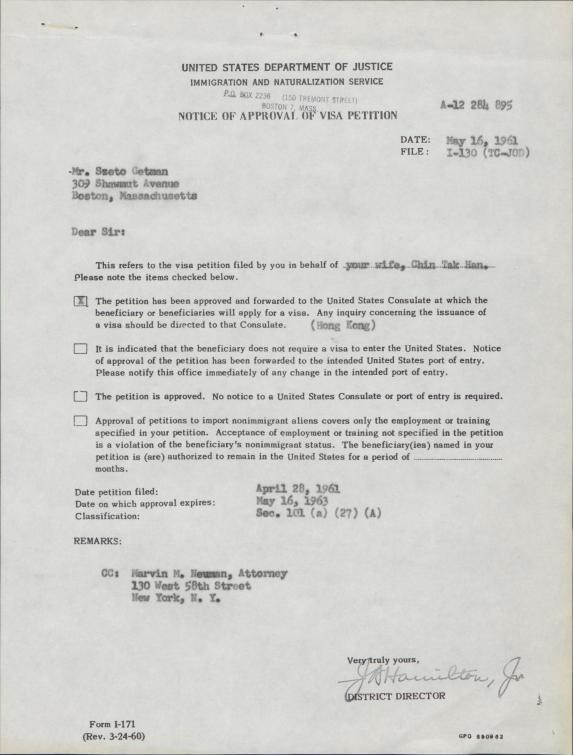 UNITED STATES DEPARTMENT OF JUSTICE
IMMIGRATION AND NATURALIZATION SERVICE
P.O. BOX 2236 (150 TREMONT STREET)
BOSTON 7, MASS.
A-12 284 895
NOTICE OF APPROVAL OF VISA PETITION
DATE: May 16, 1961
FILE: I-130 (TC-JOD)
Mr. Szeto Getman
309 Shawmut Avenue
Boston, Massachusetts
Dear Sir:
This refers to the visa petition filed by you in behalf of your wife, Chin Tak Han.
Please note the items checked below.
X The petition has been approved and forwarded to the United States Consulate at which the
beneficiary or beneficiaries will apply for a visa. Any inquiry concerning the issuance of
a visa should be directed to that Consulate. (Hong Kong)
It is indicated that the beneficiary does not require a visa to enter the United States. Notice
of approval of the petition has been forwarded to the intended United States port of entry.
Please notify this office immediately of any change in the intended port of entry.
The petition is approved. No notice to a United States Consulate or port of entry is required.
Approval of petitions to import nonimmigrant aliens covers only the employment or training
specified in your petition. Acceptance of employment or training not specified in the petition
is a violation of the beneficiary's nonimmigrant status. The beneficiary(ies) named in your
petition is (are) authorized to remain in the United States for a period of
months.
Date petition filed: April 28, 1961
Date on which approval expires: May 16, 1963
Classification: Sec. 101 (a) (27) (A)
REMARKS:
CC: Marvin M. Neuman, Attorney
130 West 58th Street
New York, N. Y.
Very truly yours,
J A Hamilton, Jr
DISTRICT DIRECTOR
Form I-171
(Rev. 3-24-60)